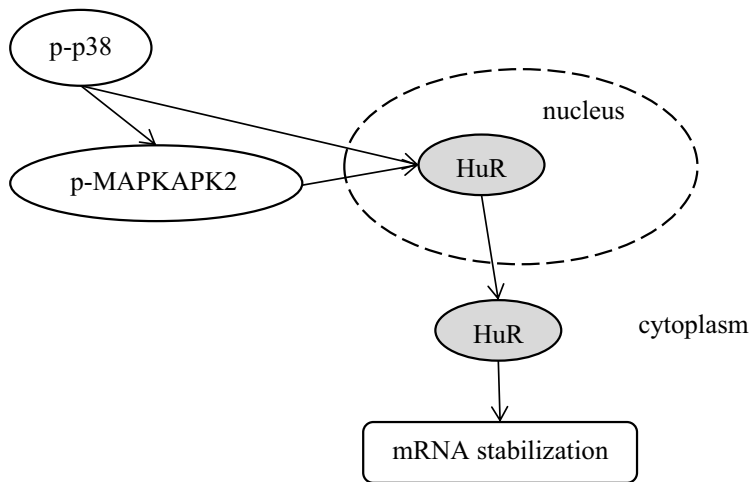 p-p38
nucleus
HuR
p-MAPKAPK2
HuR
cytoplasm
mRNA stabilization